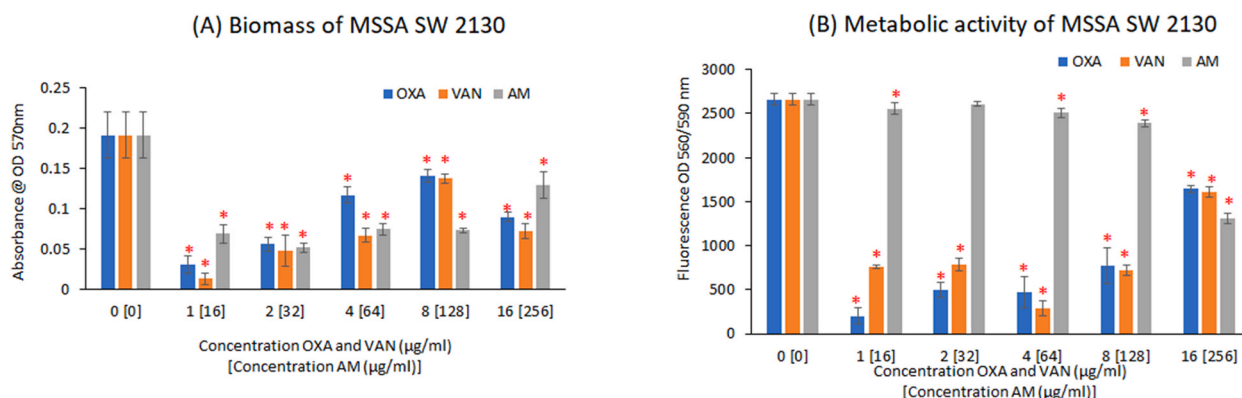 (A) Biomass of MSSA SW 2130
OXA VAN AM
Absorbance @ OD 570nm
0.25
0.2
0.15
0.1
0.05
0
* * *
* * *
* * *
* * *
* * *
0 [0] 1 [16] 2 [32] 4 [64] 8 [128] 16 [256]
Concentration OXA and VAN (µg/ml)
[Concentration AM (µg/ml)]
(B) Metabolic activity of MSSA SW 2130
OXA VAN AM
Fluorescence OD 560/590 nm
3000
2500
2000
1500
1000
500
0
* * *
* *
* * *
* * *
* * *
0 [0] 1 [16] 2 [32] 4 [64] 8 [128] 16 [256]
Concentration OXA and VAN (µg/ml)
[Concentration AM (µg/ml)]